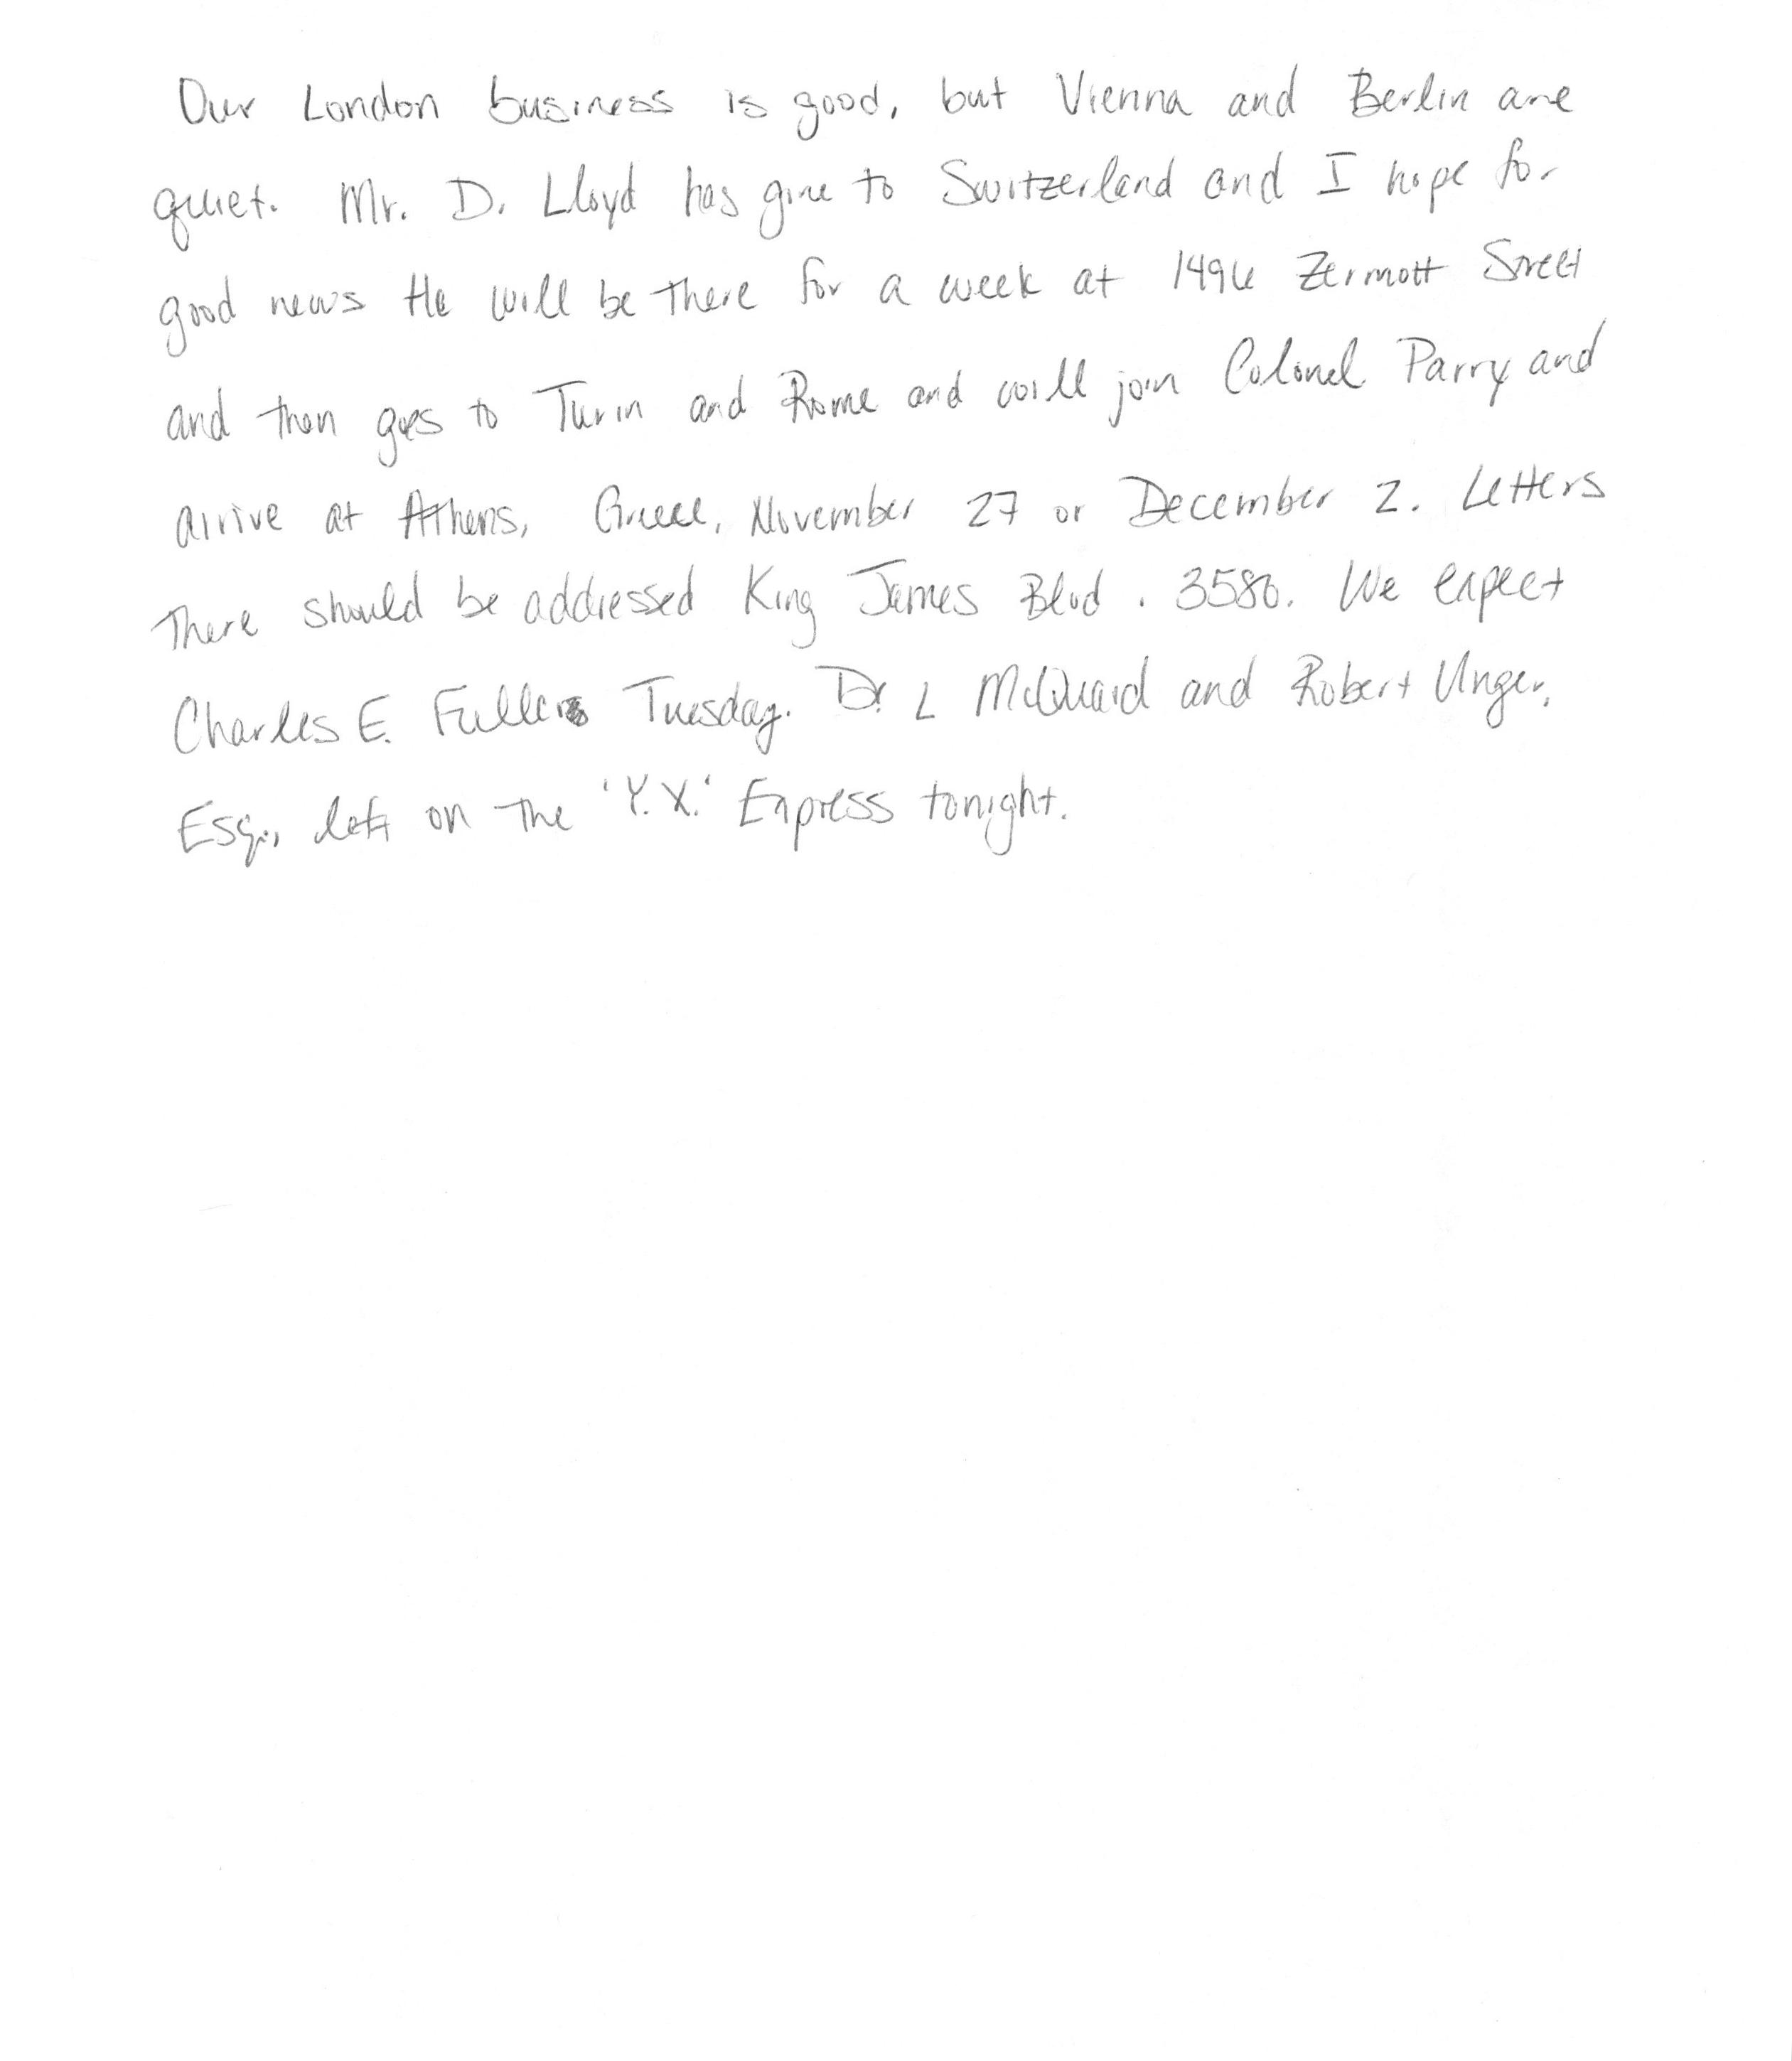 Our London business is good, but Vienna and Berlin are
quiet. Mr. D. Lloyd has gone to Switzerland and I hope for
good news He will be there for a week at 1496 Zermott Street
and then goes to Turin and Rome and will join Colonel Parry and
arrive at Athens, Greece, November 27 or December 2. Letters
There should be addressed King James Blvd. 3580. We expect
Charles E. Fuller Tuesday. Dr. L McQuaid and Robert Unger,
Esq., left on the 'Y.X.' Express tonight.